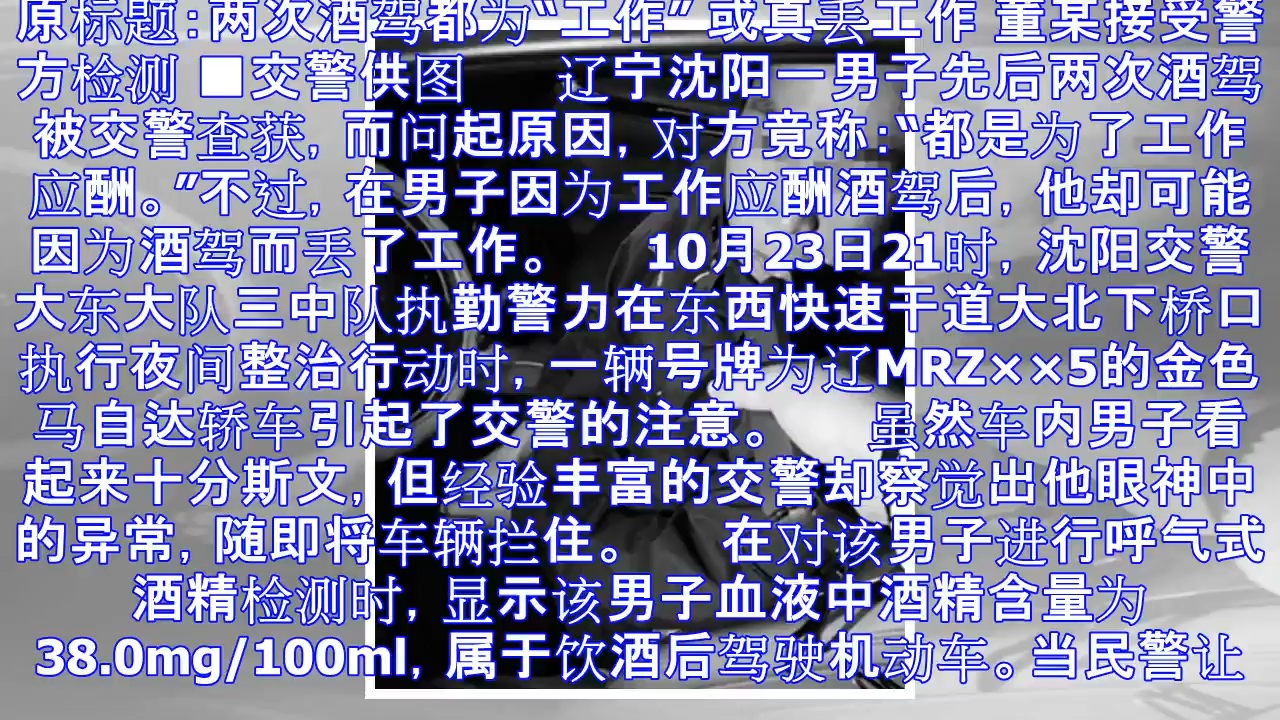 原标题:两次酒驾都为“工作” 或真丢工作 董某接受警
方检测 ■交警供图 辽宁沈阳一男子先后两次酒驾
被交警查获, 而问起原因, 对方竟称:“都是为了工作
应酬。”不过, 在男子因为工作应酬酒驾后, 他却可能
因为酒驾而丢了工作。 10月23日21时, 沈阳交警
大东大队三中队执勤警力在东西快速干道大北下桥口
执行夜间整治行动时, 一辆号牌为辽MRZ××5的金色
马自达轿车引起了交警的注意。 虽然车内男子看
起来十分斯文, 但经验丰富的交警却察觉出他眼神中
的异常, 随即将车辆拦住。 在对该男子进行呼气式
酒精检测时, 显示该男子血液中酒精含量为
38.0mg/100ml, 属于饮酒后驾驶机动车。当民警让